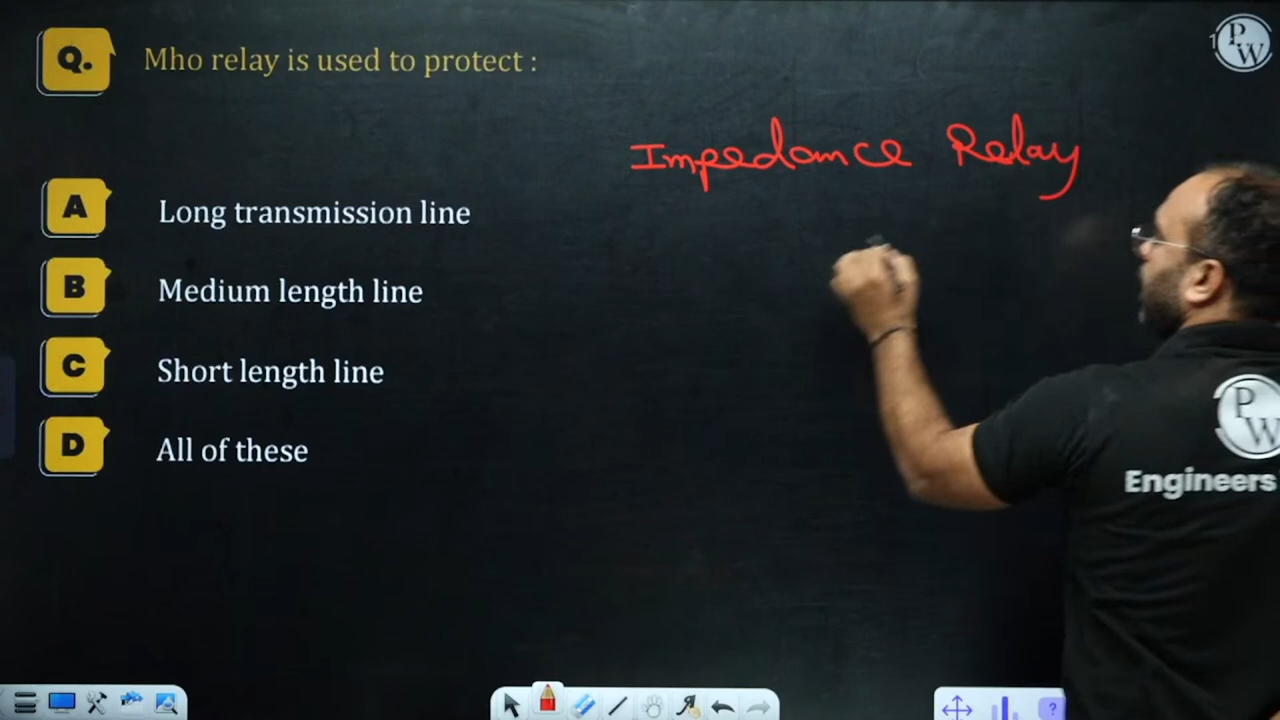 Q. Mho relay is used to protect :
Impedance Relay
A Long transmission line
B Medium length line
C Short length line
D All of these
PW
PW
Engineers
?